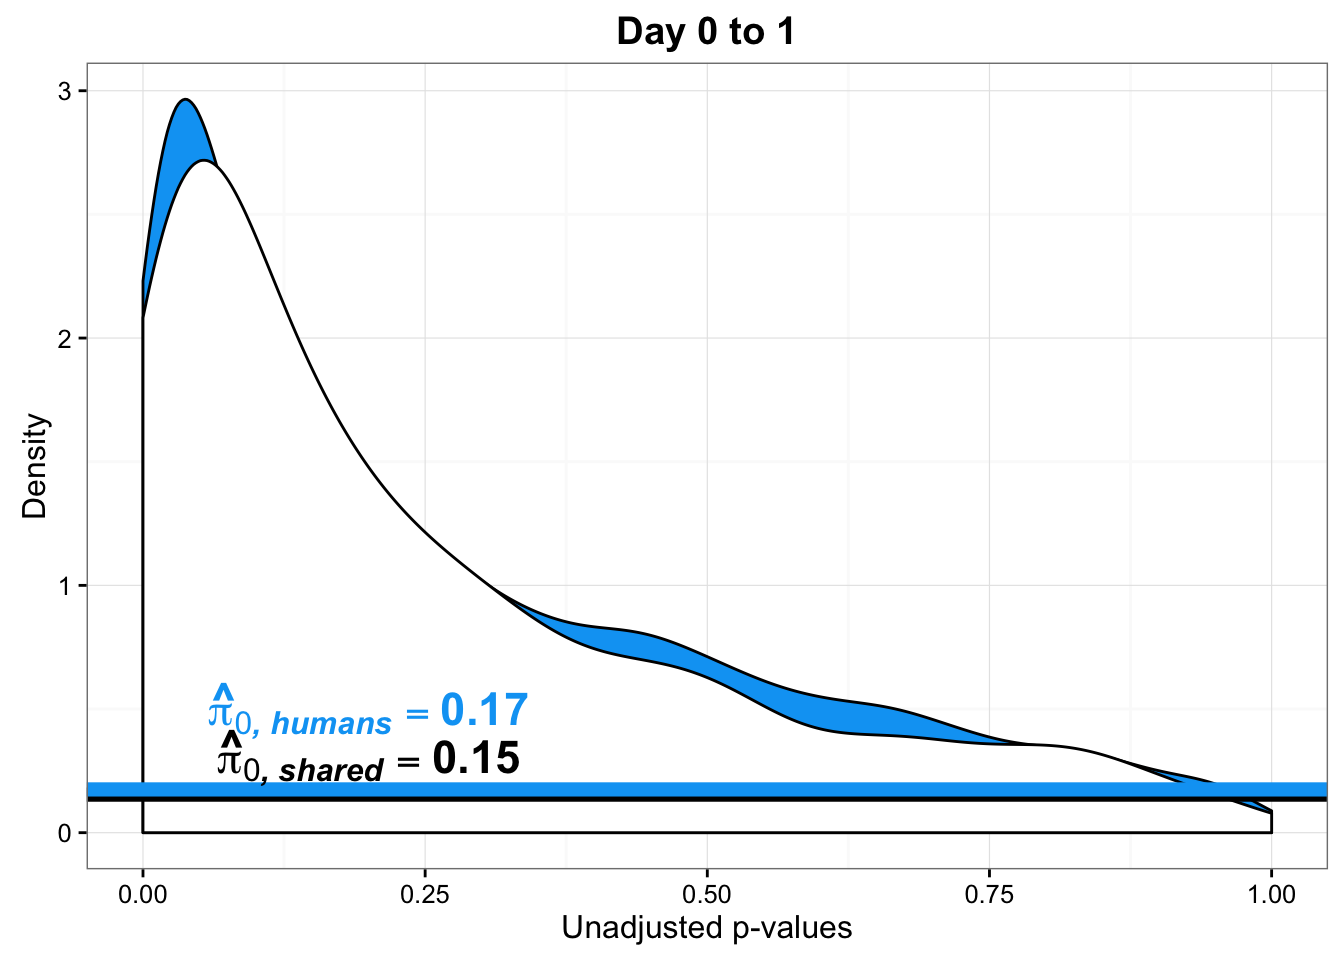 Day 0 to 1
3
2
1
0
Density
π̂0, humans = 0.17
π̂0, shared = 0.15
0.00 0.25 0.50 0.75 1.00
Unadjusted p-values